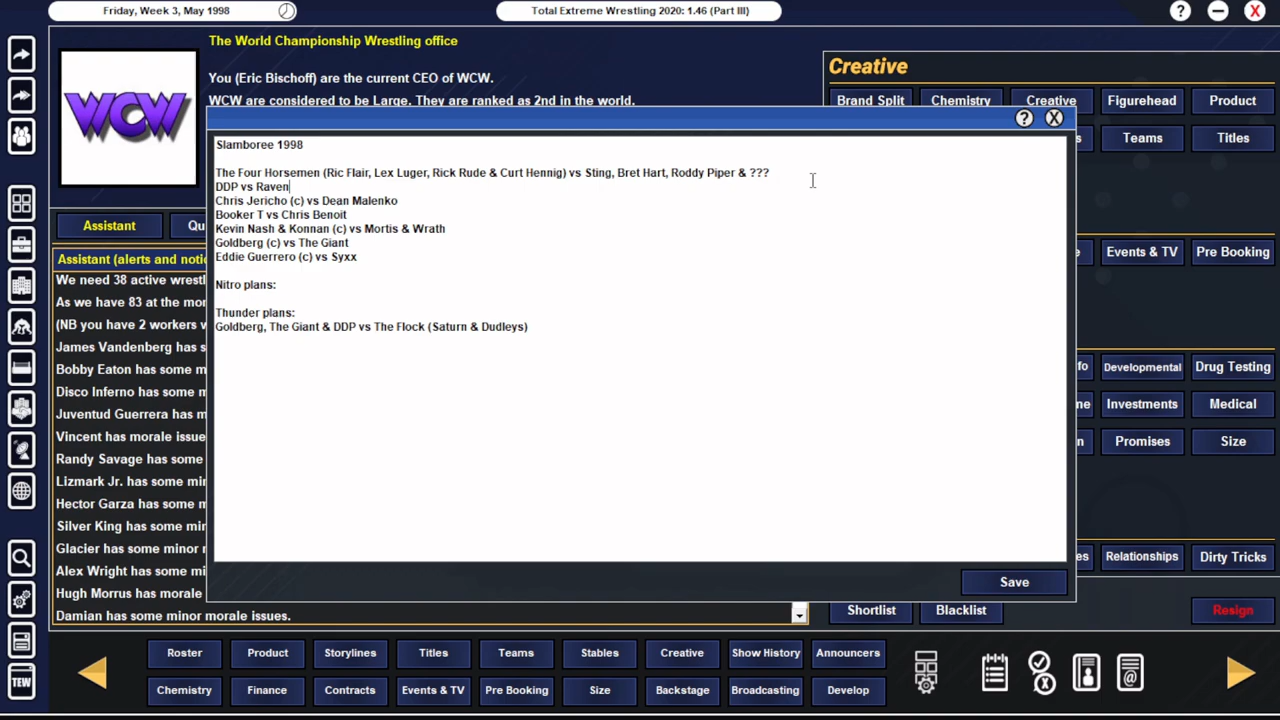 Friday, Week 3, May 1998
Total Extreme Wrestling 2020: 1.46 (Part III)
?
X
WCW
The World Championship Wrestling office
You (Eric Bischoff) are the current CEO of WCW.
WCW are considered to be Large. They are ranked as 2nd in the world.
Creative
Brand Split
Chemistry
Creative
Figurehead
Product
Teams
Titles
Events & TV
Pre Booking
Developmental
Drug Testing
Investments
Medical
Promises
Size
Relationships
Dirty Tricks
Shortlist
Blacklist
Resign
Assistant
Qu
Assistant (alerts and notic
We need 38 active wrestl
As we have 83 at the mor
(NB you have 2 workers v
James Vandenberg has s
Bobby Eaton has some m
Disco Inferno has some m
Juventud Guerrera has m
Vincent has morale issue
Randy Savage has some
Lizmark Jr. has some min
Hector Garza has some m
Silver King has some min
Glacier has some minor r
Alex Wright has some mi
Hugh Morrus has morale
Damian has some minor morale issues.
?
X
Slamboree 1998
The Four Horsemen (Ric Flair, Lex Luger, Rick Rude & Curt Hennig) vs Sting, Bret Hart, Roddy Piper & ???
DDP vs Raven
Chris Jericho (c) vs Dean Malenko
Booker T vs Chris Benoit
Kevin Nash & Konnan (c) vs Mortis & Wrath
Goldberg (c) vs The Giant
Eddie Guerrero (c) vs Syxx
Nitro plans:
Thunder plans:
Goldberg, The Giant & DDP vs The Flock (Saturn & Dudleys)
Save
Roster
Product
Storylines
Titles
Teams
Stables
Creative
Show History
Announcers
Chemistry
Finance
Contracts
Events & TV
Pre Booking
Size
Backstage
Broadcasting
Develop
TEW